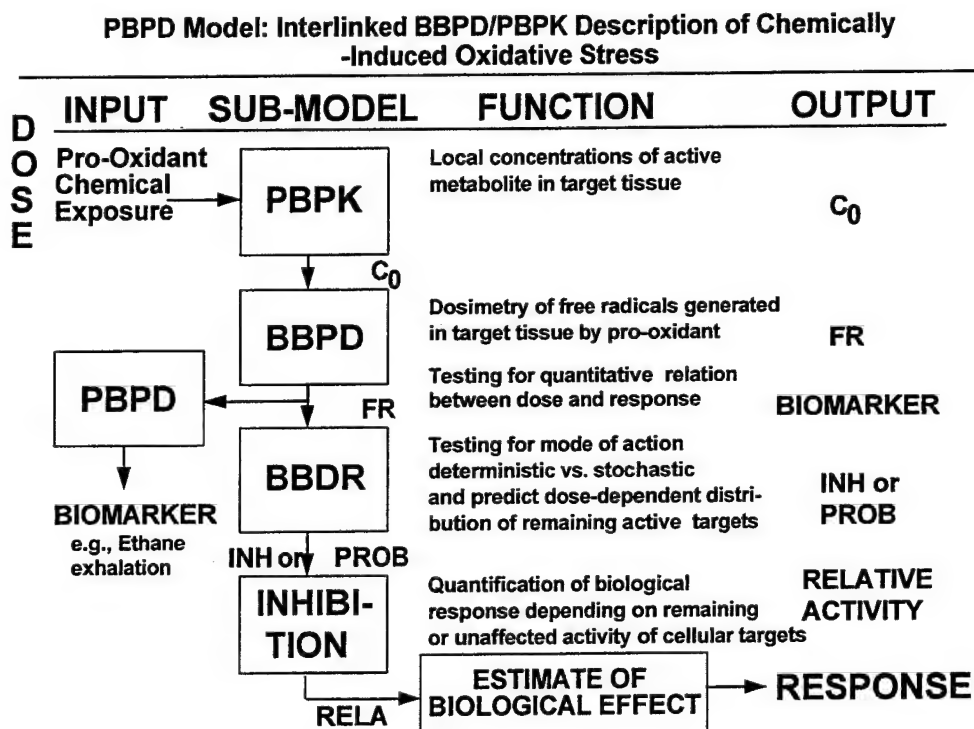 PBPD Model: Interlinked BBPD/PBPK Description of Chemically
-Induced Oxidative Stress
DOSE
INPUT SUB-MODEL FUNCTION OUTPUT
Pro-Oxidant
Chemical
Exposure
PBPK
Local concentrations of active
metabolite in target tissue
C0
C0
BBPD
Dosimetry of free radicals generated
in target tissue by pro-oxidant
FR
PBPD
FR
Testing for quantitative relation
between dose and response
BIOMARKER
BBDR
Testing for mode of action
deterministic vs. stochastic
and predict dose-dependent distri-
bution of remaining active targets
INH or
PROB
BIOMARKER
e.g., Ethane
exhalation
INH or PROB
INHIBI-
TION
Quantification of biological
response depending on remaining
or unaffected activity of cellular targets
RELATIVE
ACTIVITY
RELA
ESTIMATE OF
BIOLOGICAL EFFECT
RESPONSE